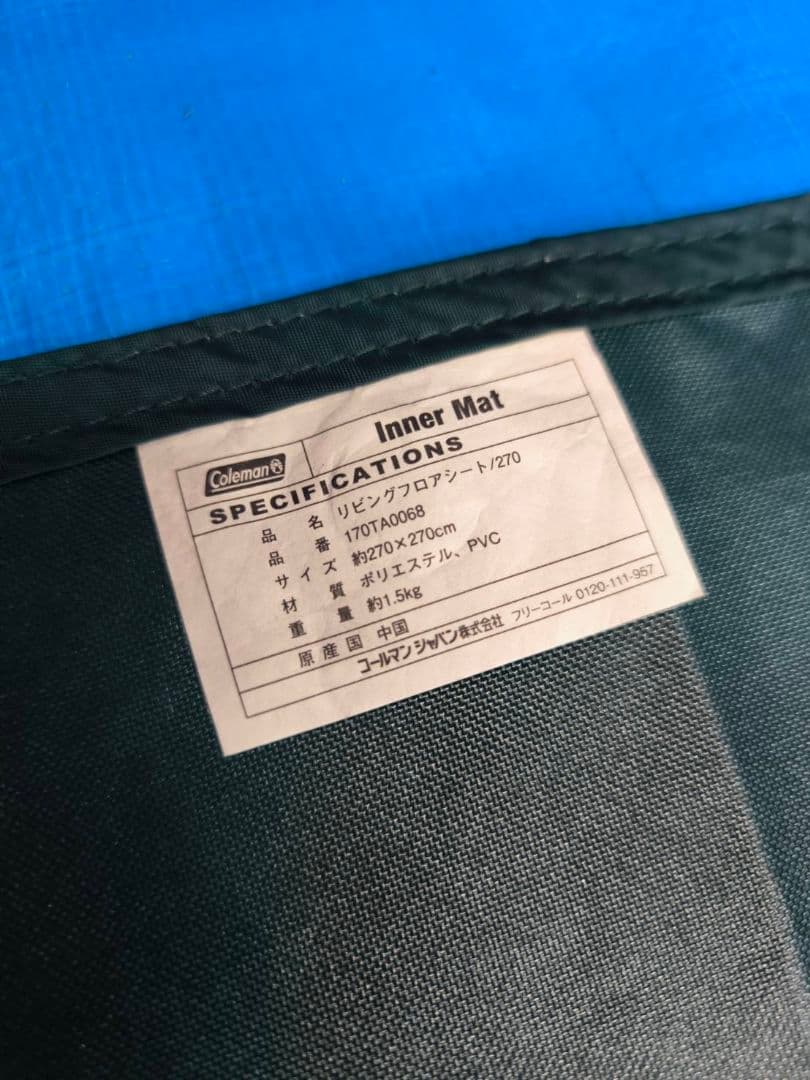 Coleman
Inner Mat
SPECIFICATIONS
品名 リビングフロアシート/270
品番 170TA0068
サイズ 約270×270cm
材質 ポリエステル、PVC
重量 約1.5kg
原産国 中国
コールマン ジャパン株式会社 フリーコール 0120-111-957